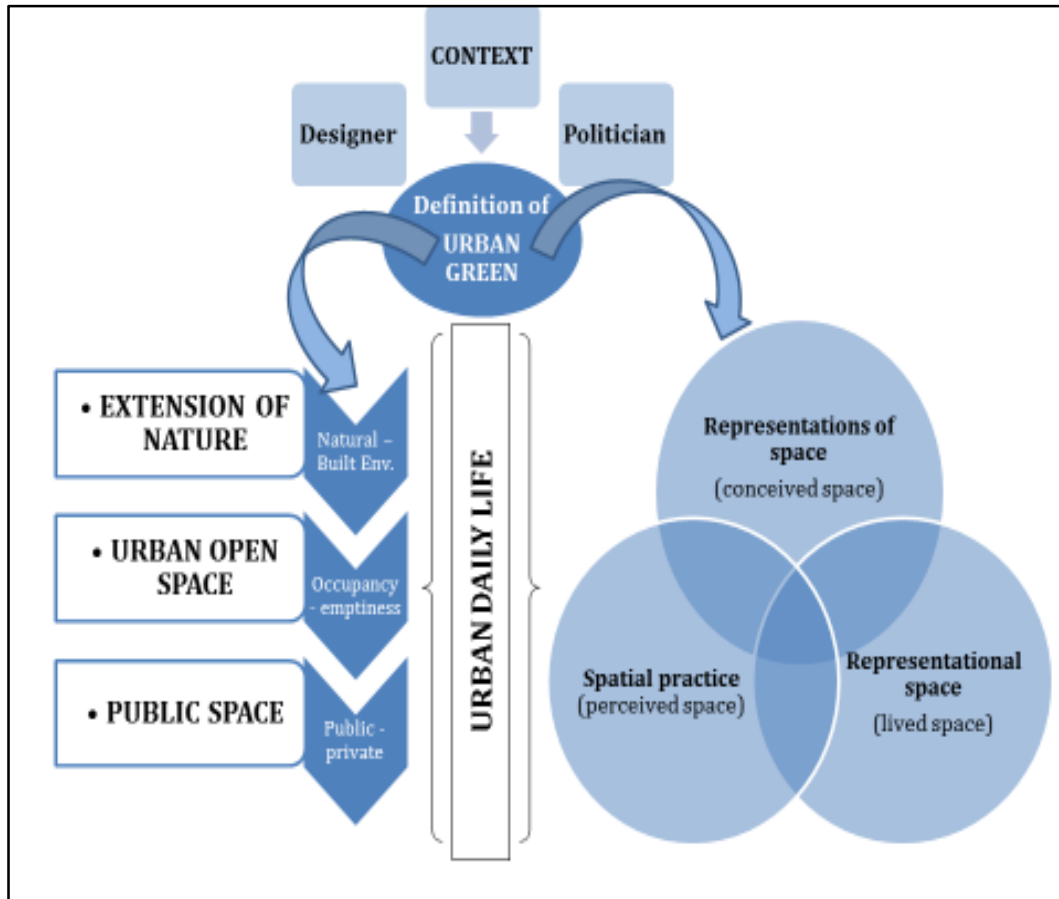 CONTEXT
Designer
Politician
Definition of
URBAN
GREEN
• EXTENSION OF
NATURE
Natural –
Built Env.
• URBAN OPEN
SPACE
Occupancy
- emptiness
• PUBLIC SPACE
Public -
private
URBAN DAILY LIFE
Representations of
space
(conceived space)
Spatial practice
(perceived space)
Representational
space
(lived space)